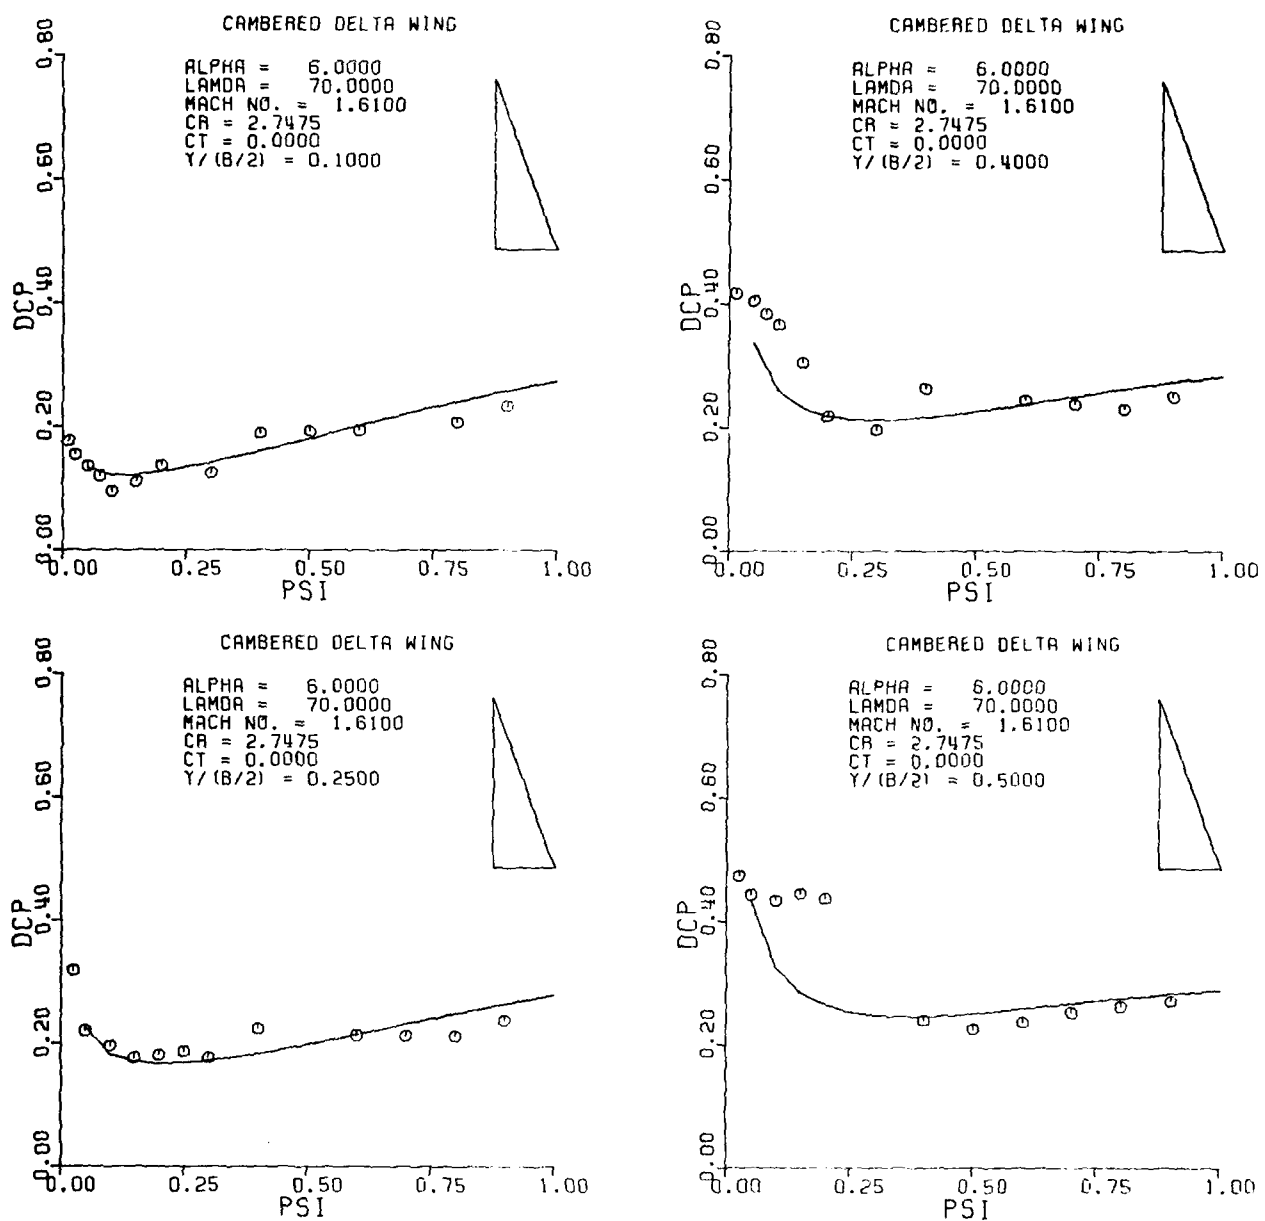 CAMBERED DELTA WING
ALPHA = 6.0000
LAMDA = 70.0000
MACH NO. = 1.6100
CR = 2.7475
CT = 0.0000
Y/(B/2) = 0.1000
0.80
0.60
0.40
0.20
0.00
DCP
0.00 0.25 0.50 0.75 1.00
PSI
CAMBERED DELTA WING
ALPHA = 6.0000
LAMDA = 70.0000
MACH NO. = 1.6100
CR = 2.7475
CT = 0.0000
Y/(B/2) = 0.4000
0.80
0.60
0.40
0.20
0.00
DCP
0.00 0.25 0.50 0.75 1.00
PSI
CAMBERED DELTA WING
ALPHA = 6.0000
LAMDA = 70.0000
MACH NO. = 1.6100
CR = 2.7475
CT = 0.0000
Y/(B/2) = 0.2500
0.80
0.60
0.40
0.20
0.00
DCP
0.00 0.25 0.50 0.75 1.00
PSI
CAMBERED DELTA WING
ALPHA = 6.0000
LAMDA = 70.0000
MACH NO. = 1.6100
CR = 2.7475
CT = 0.0000
Y/(B/2) = 0.5000
0.80
0.60
0.40
0.20
0.00
DCP
0.00 0.25 0.50 0.75 1.00
PSI